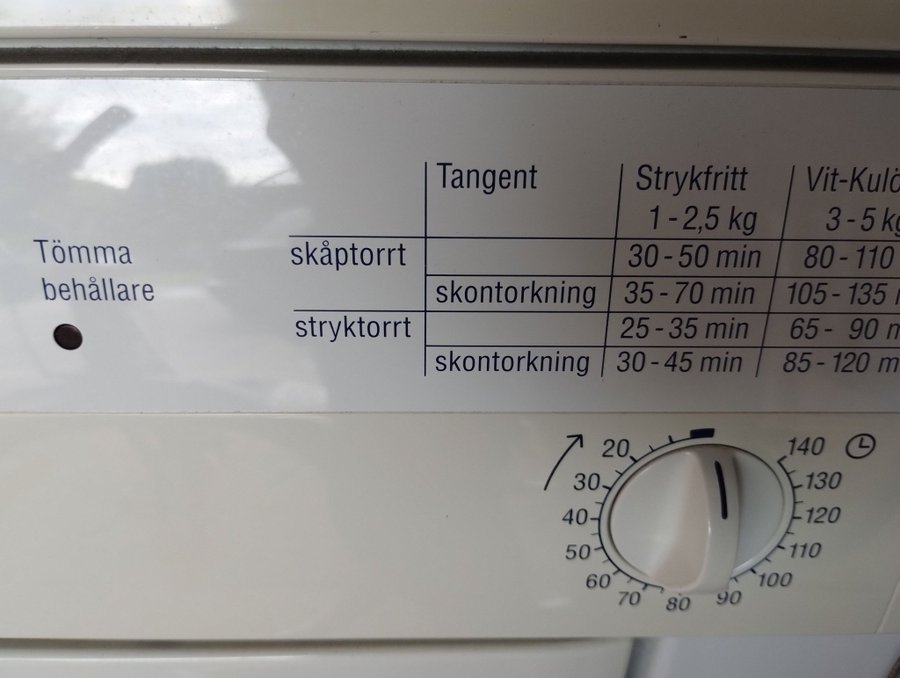 Tangent Strykfritt Vit-Kulö
1 - 2,5 kg 3 - 5 kg
Tömma
behållare
skåptorrt 30 - 50 min 80 - 110
skontorkning 35 - 70 min 105 - 135
stryktorrt 25 - 35 min 65 - 90 m
skontorkning 30 - 45 min 85 - 120 m
20
30
40
50
60
70
80
90
100
110
120
130
140